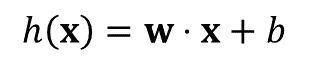 h(x) = w · x + b